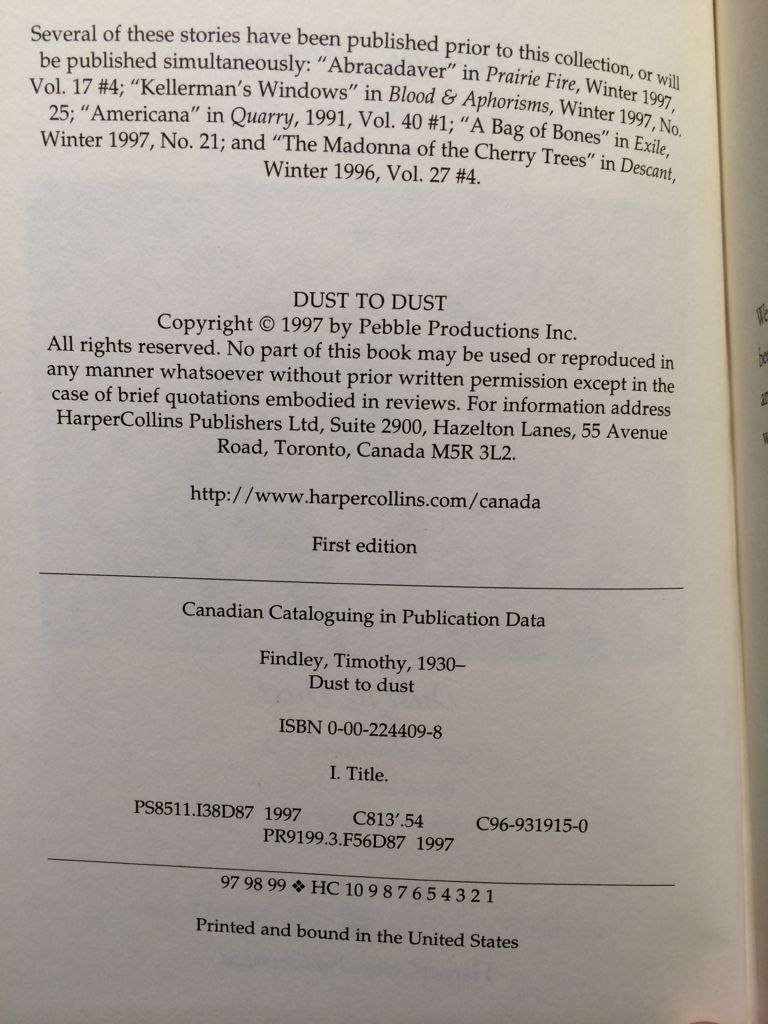 Several of these stories have been published prior to this collection, or will
be published simultaneously: "Abracadaver" in Prairie Fire, Winter 1997,
Vol. 17 #4; "Kellerman's Windows" in Blood & Aphorisms, Winter 1997, No.
25; "Americana" in Quarry, 1991, Vol. 40 #1; "A Bag of Bones" in Exile,
Winter 1997, No. 21; and "The Madonna of the Cherry Trees" in Descant,
Winter 1996, Vol. 27 #4.
DUST TO DUST
Copyright © 1997 by Pebble Productions Inc.
All rights reserved. No part of this book may be used or reproduced in
any manner whatsoever without prior written permission except in the
case of brief quotations embodied in reviews. For information address
HarperCollins Publishers Ltd, Suite 2900, Hazelton Lanes, 55 Avenue
Road, Toronto, Canada M5R 3L2.
http://www.harpercollins.com/canada
First edition
Canadian Cataloguing in Publication Data
Findley, Timothy, 1930–
Dust to dust
ISBN 0-00-224409-8
I. Title.
PS8511.I38D87 1997 C813'.54 C96-931915-0
PR9199.3.F56D87 1997
97 98 99 ❖ HC 10 9 8 7 6 5 4 3 2 1
Printed and bound in the United States